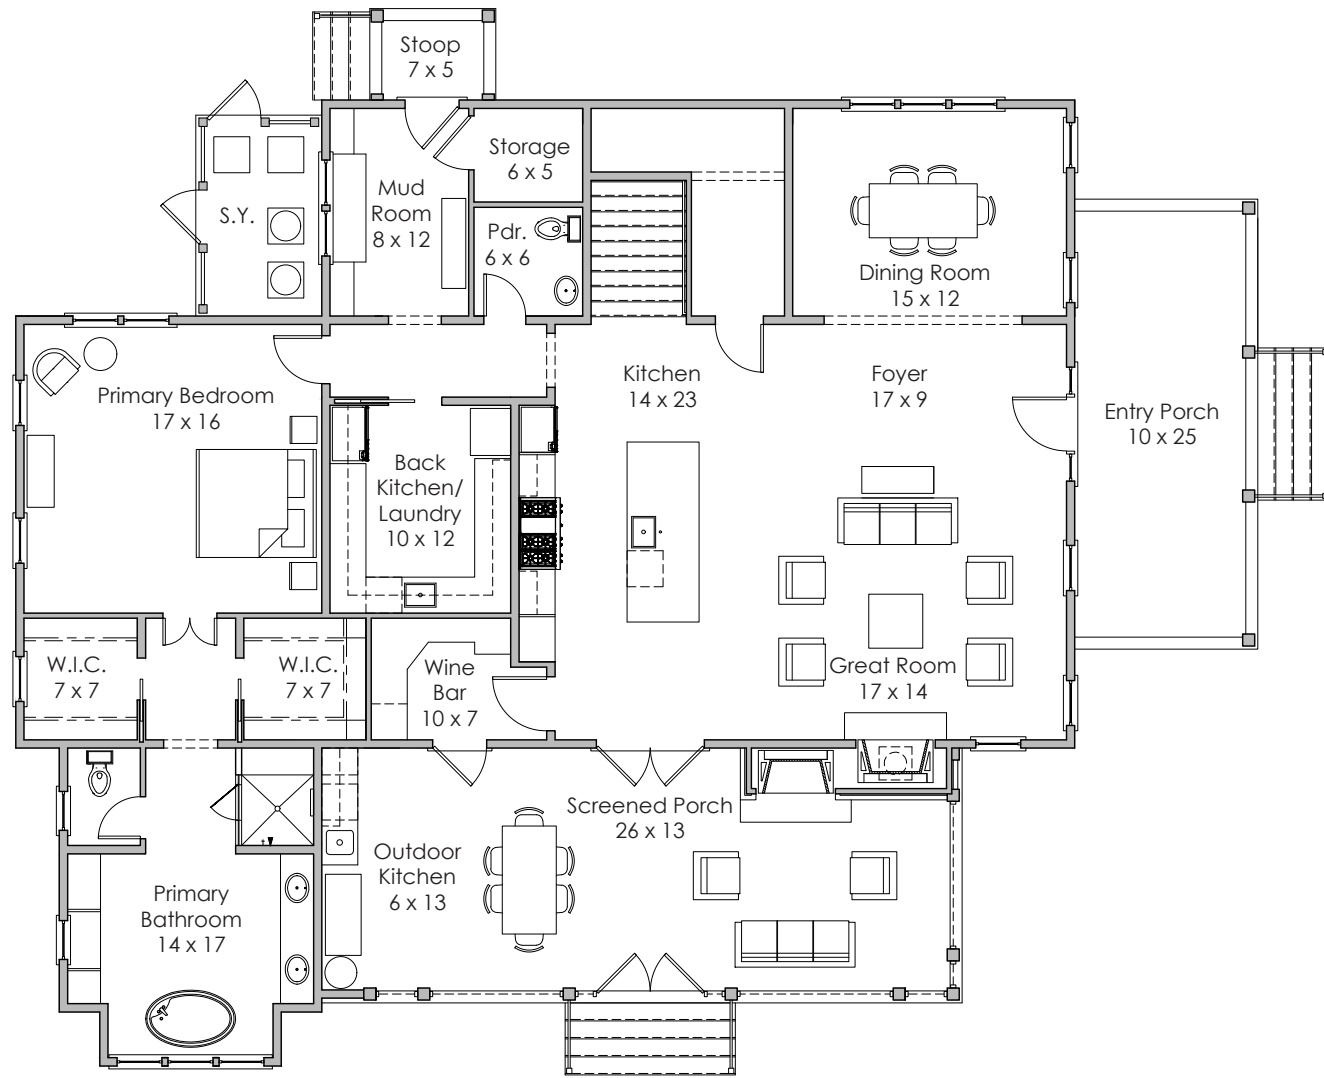 Stoop
7 x 5
Storage
6 x 5
Mud
Room
8 x 12
S.Y.
Pdr.
6 x 6
Dining Room
15 x 12
Primary Bedroom
17 x 16
Kitchen
14 x 23
Foyer
17 x 9
Entry Porch
10 x 25
Back
Kitchen/
Laundry
10 x 12
W.I.C.
7 x 7
W.I.C.
7 x 7
Wine
Bar
10 x 7
Great Room
17 x 14
Screened Porch
26 x 13
Outdoor
Kitchen
6 x 13
Primary
Bathroom
14 x 17